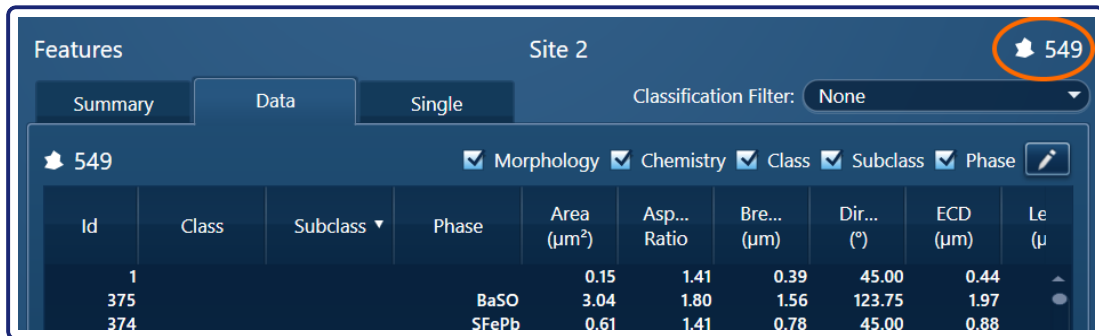 Features Site 2 549
Summary Data Single Classification Filter: None
549 Morphology Chemistry Class Subclass Phase
Id Class Subclass Phase Area (µm²) Asp... Ratio Bre... (µm) Dir... (°) ECD (µm) Le (µ
1 0.15 1.41 0.39 45.00 0.44
375 BaSO 3.04 1.80 1.56 123.75 1.97
374 SFePb 0.61 1.41 0.78 45.00 0.88